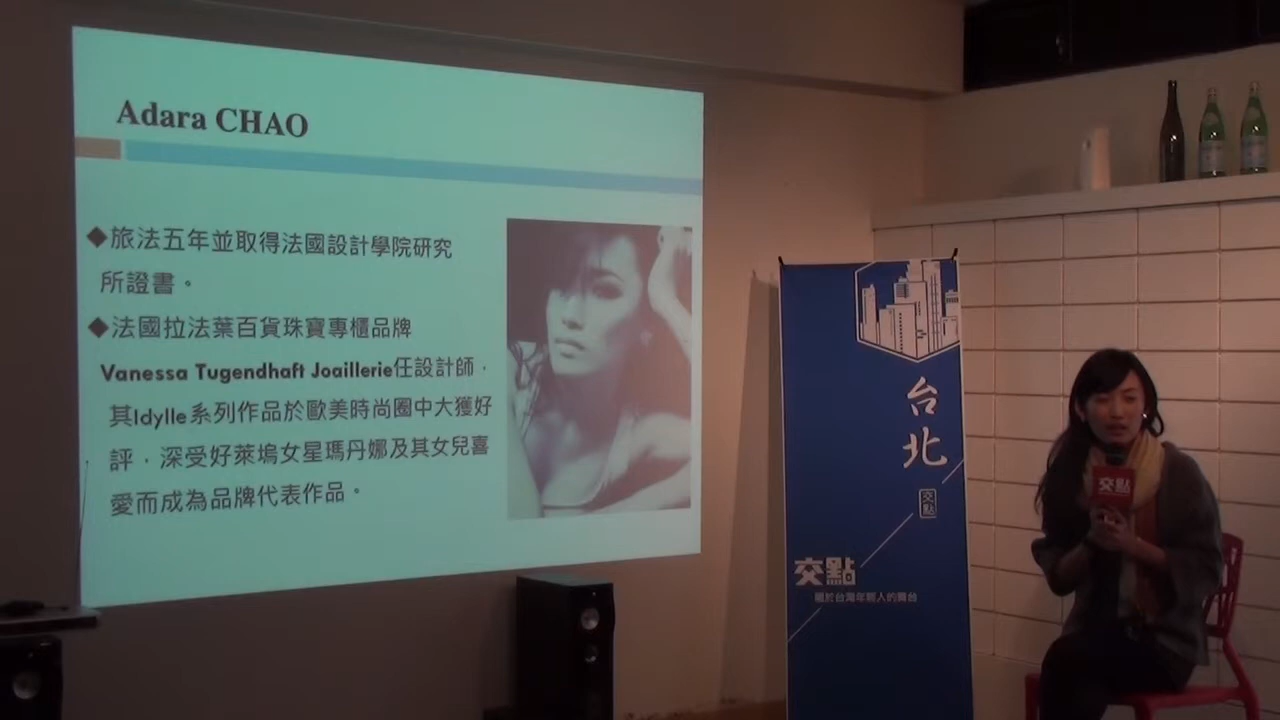 Adara CHAO
◆旅法五年並取得法國設計學院研究
所證書。
◆法國拉法葉百貨珠寶專櫃品牌
Vanessa Tugendhaft Joaillerie任設計師，
其Idylle系列作品於歐美時尚圈中大獲好
評，深受好萊塢女星瑪丹娜及其女兒喜
愛而成為品牌代表作品。
台北
交點
交點
屬於台灣年輕人的舞台
交點